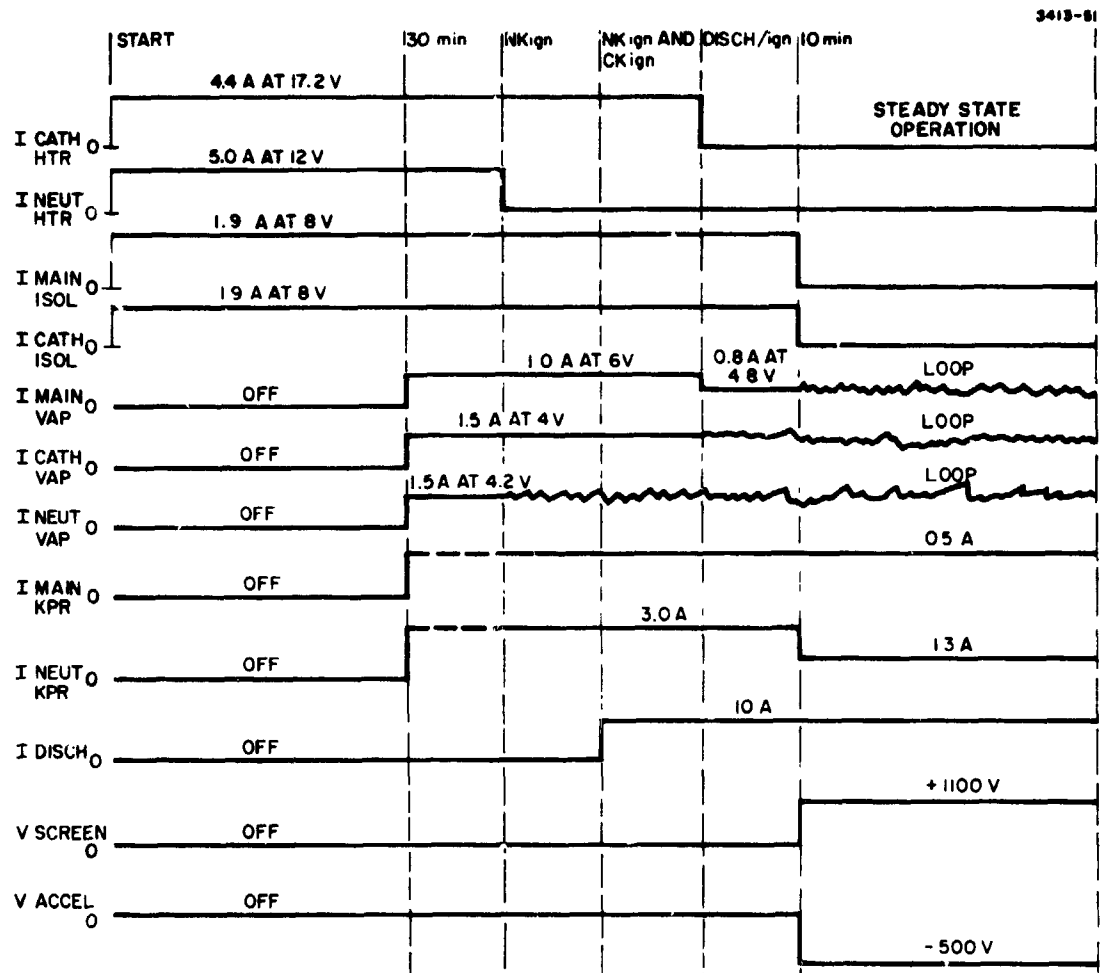 3413-51
START
30 min
NKign
NKign AND
CKign
DISCH/ign
10 min
4.4 A AT 17.2 V
STEADY STATE
OPERATION
I CATH 0
HTR
5.0 A AT 12 V
I NEUT 0
HTR
1.9 A AT 8 V
I MAIN 0
ISOL
1 9 A AT 8 V
I CATH 0
ISOL
1 0 A AT 6V
0.8 A AT
4 8 V
LOOP
I MAIN 0
VAP
OFF
1.5 A AT 4 V
LOOP
I CATH 0
VAP
OFF
1.5 A AT 4.2 V
LOOP
I NEUT 0
VAP
OFF
0 5 A
I MAIN 0
KPR
OFF
3.0 A
1 3 A
I NEUT 0
KPR
OFF
10 A
I DISCH 0
OFF
+ 1100 V
V SCREEN
0
OFF
V ACCEL
0
OFF
- 500 V